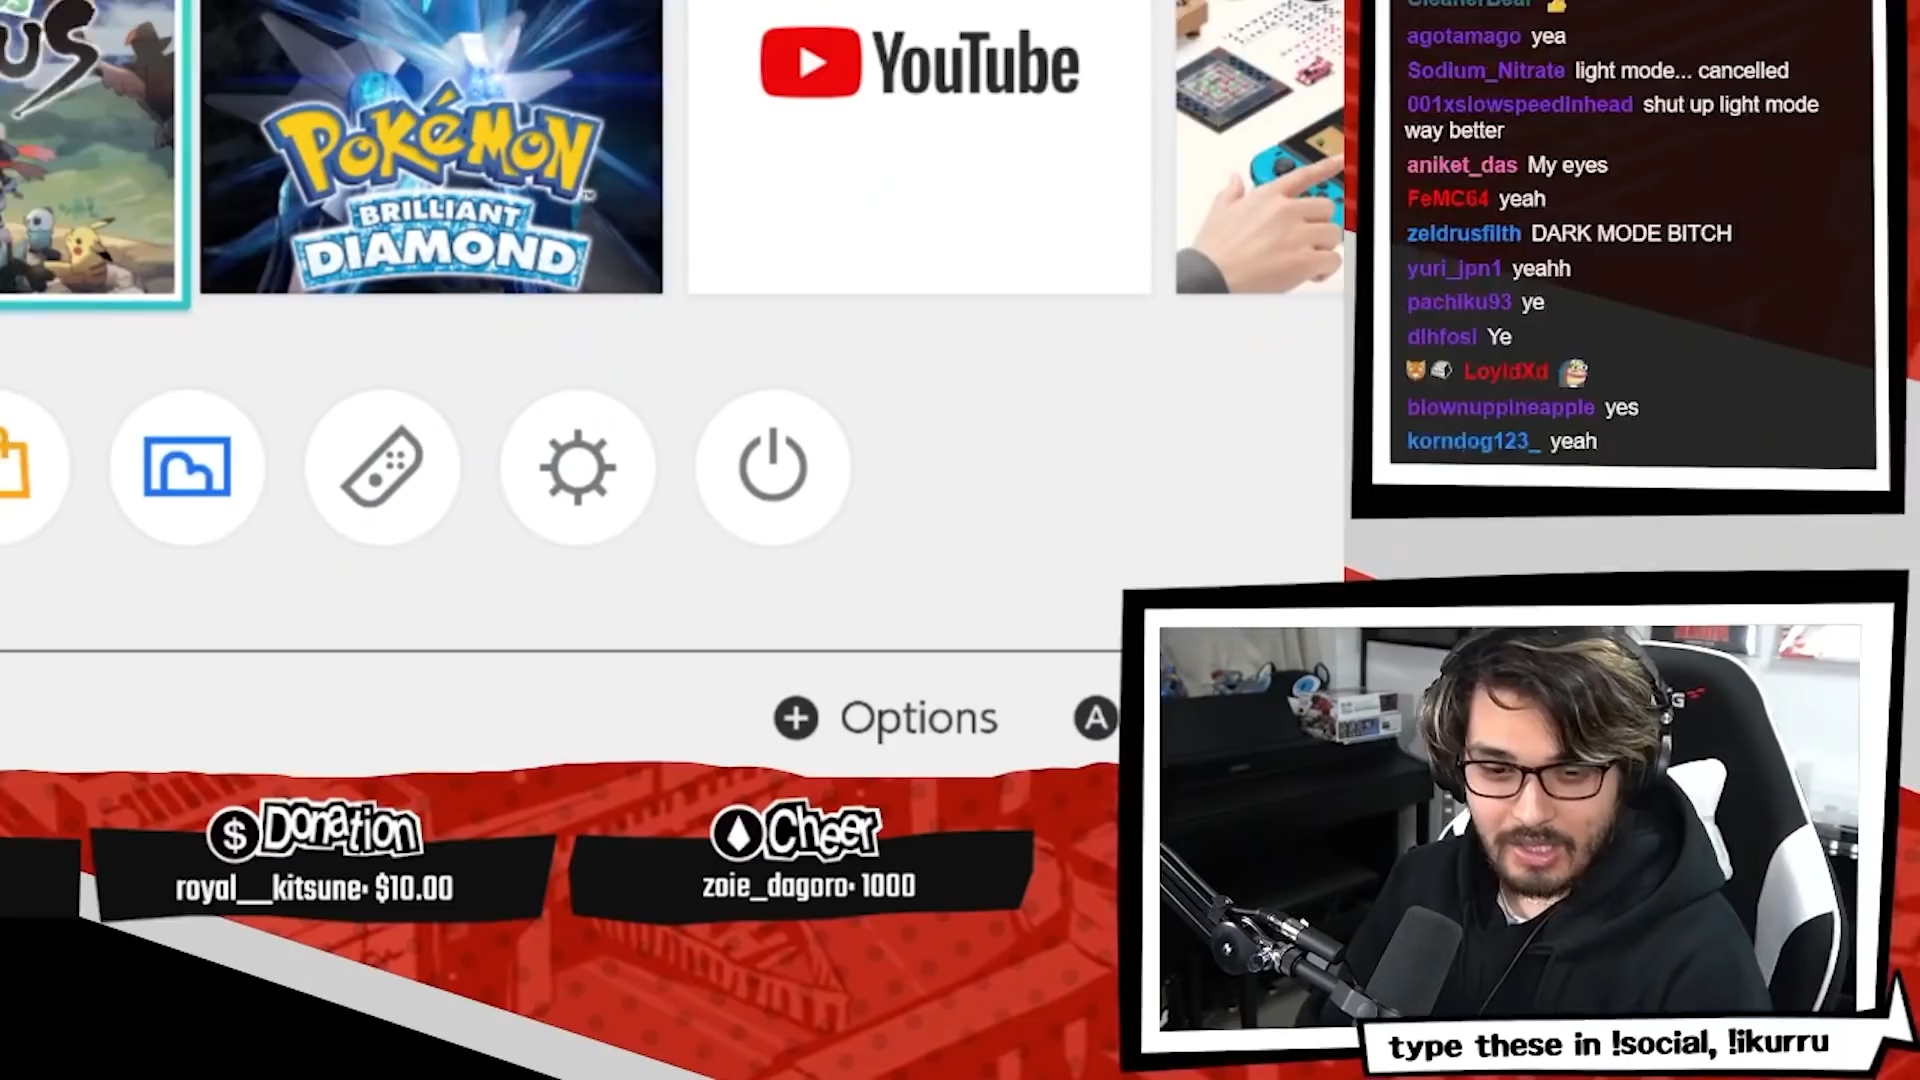 US
POKÉMON
BRILLIANT
DIAMOND
YouTube
agotamago yea
Sodium_Nitrate light mode... cancelled
001xslowspeedinhead shut up light mode
way better
aniket_das My eyes
FeMC64 yeah
zeldrusfilth DARK MODE BITCH
yuri_jpn1 yeahh
pachiku93 ye
dlhfosl Ye
LoyldXd
blownuppineapple yes
korndog123_ yeah
+ Options
A
$ Donation
royal__kitsune· $10.00
Cheer
zoie_dagoro· 1000
type these in !social, !ikurru